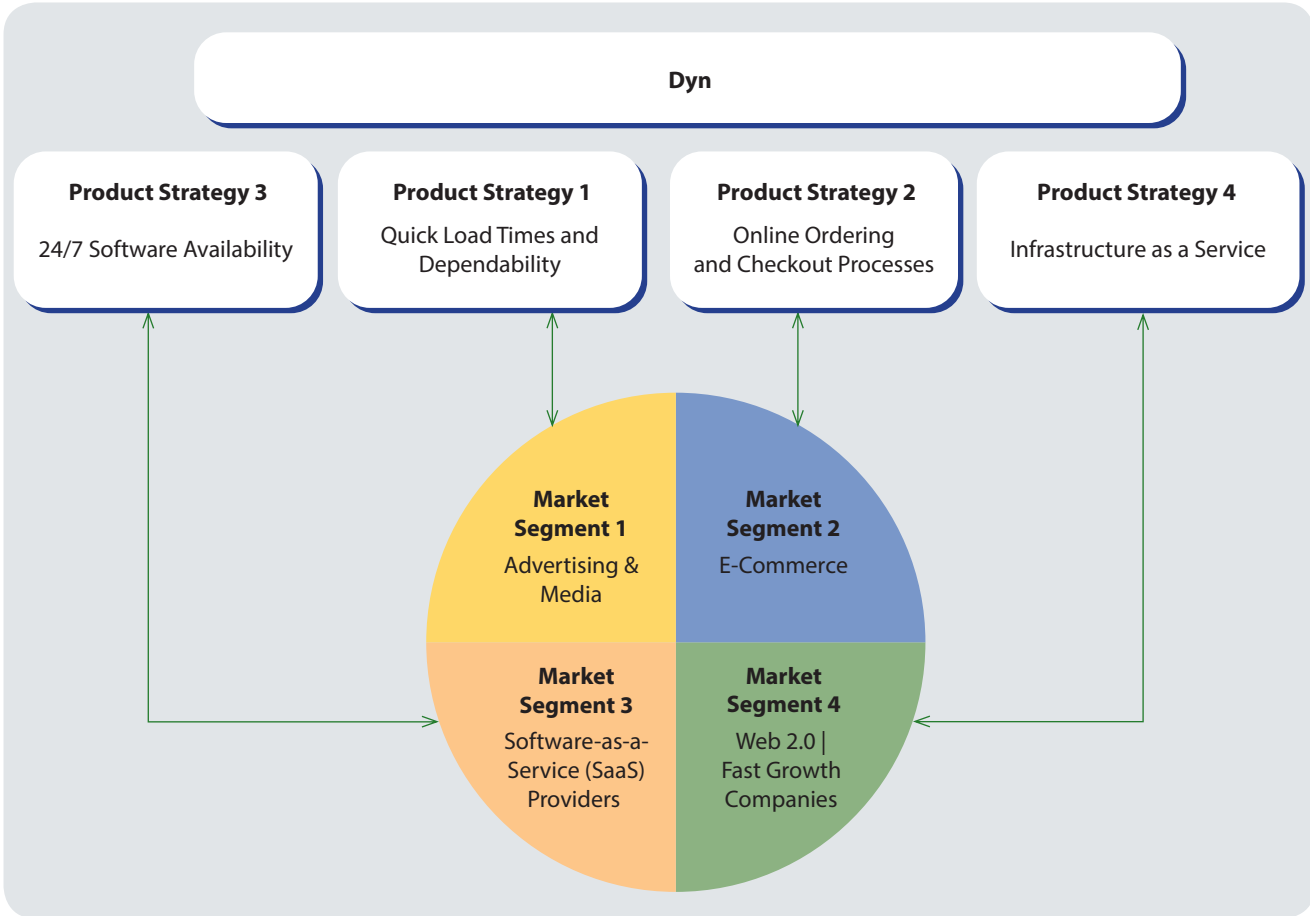 Dyn
Product Strategy 3
24/7 Software Availability
Product Strategy 1
Quick Load Times and
Dependability
Product Strategy 2
Online Ordering
and Checkout Processes
Product Strategy 4
Infrastructure as a Service
Market
Segment 1
Advertising &
Media
Market
Segment 2
E-Commerce
Market
Segment 3
Software-as-a-
Service (SaaS)
Providers
Market
Segment 4
Web 2.0 |
Fast Growth
Companies